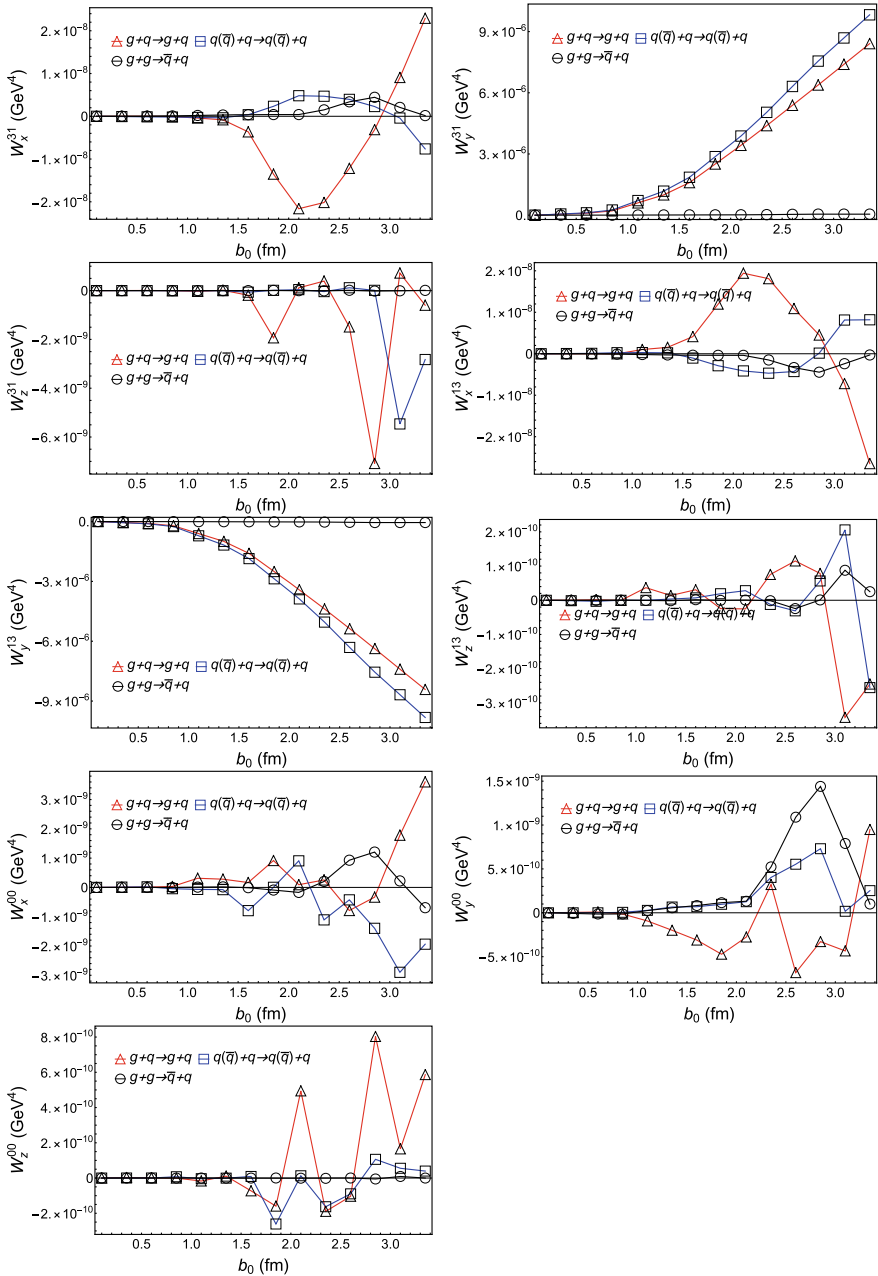 W_x^{31} (GeV⁴)
2.×10⁻⁸
1.×10⁻⁸
0
−1.×10⁻⁸
−2.×10⁻⁸
g+q→g+q q(q̅)+q→q(q̅)+q
g+g→q̅+q
0.5 1.0 1.5 2.0 2.5 3.0
b₀ (fm)
W_y^{31} (GeV⁴)
9.×10⁻⁶
6.×10⁻⁶
3.×10⁻⁶
0
g+q→g+q q(q̅)+q→q(q̅)+q
g+g→q̅+q
0.5 1.0 1.5 2.0 2.5 3.0
b₀ (fm)
W_z^{31} (GeV⁴)
0
−2.×10⁻⁹
−4.×10⁻⁹
−6.×10⁻⁹
g+q→g+q q(q̅)+q→q(q̅)+q
g+g→q̅+q
0.5 1.0 1.5 2.0 2.5 3.0
b₀ (fm)
W_x^{13} (GeV⁴)
2.×10⁻⁸
1.×10⁻⁸
0
−1.×10⁻⁸
−2.×10⁻⁸
g+q→g+q q(q̅)+q→q(q̅)+q
g+g→q̅+q
0.5 1.0 1.5 2.0 2.5 3.0
b₀ (fm)
W_y^{13} (GeV⁴)
0.
−3.×10⁻⁶
−6.×10⁻⁶
−9.×10⁻⁶
g+q→g+q q(q̅)+q→q(q̅)+q
g+g→q̅+q
0.5 1.0 1.5 2.0 2.5 3.0
b₀ (fm)
W_z^{13} (GeV⁴)
2.×10⁻¹⁰
1.×10⁻¹⁰
0
−1.×10⁻¹⁰
−2.×10⁻¹⁰
−3.×10⁻¹⁰
g+q→g+q q(q̅)+q→q(q̅)+q
g+g→q̅+q
0.5 1.0 1.5 2.0 2.5 3.0
b₀ (fm)
W_x^{00} (GeV⁴)
3.×10⁻⁹
2.×10⁻⁹
1.×10⁻⁹
0
−1.×10⁻⁹
−2.×10⁻⁹
−3.×10⁻⁹
g+q→g+q q(q̅)+q→q(q̅)+q
g+g→q̅+q
0.5 1.0 1.5 2.0 2.5 3.0
b₀ (fm)
W_y^{00} (GeV⁴)
1.5×10⁻⁹
1.×10⁻⁹
5.×10⁻¹⁰
0
−5.×10⁻¹⁰
g+q→g+q q(q̅)+q→q(q̅)+q
g+g→q̅+q
0.5 1.0 1.5 2.0 2.5 3.0
b₀ (fm)
W_z^{00} (GeV⁴)
8.×10⁻¹⁰
6.×10⁻¹⁰
4.×10⁻¹⁰
2.×10⁻¹⁰
0
−2.×10⁻¹⁰
g+q→g+q q(q̅)+q→q(q̅)+q
g+g→q̅+q
0.5 1.0 1.5 2.0 2.5 3.0
b₀ (fm)